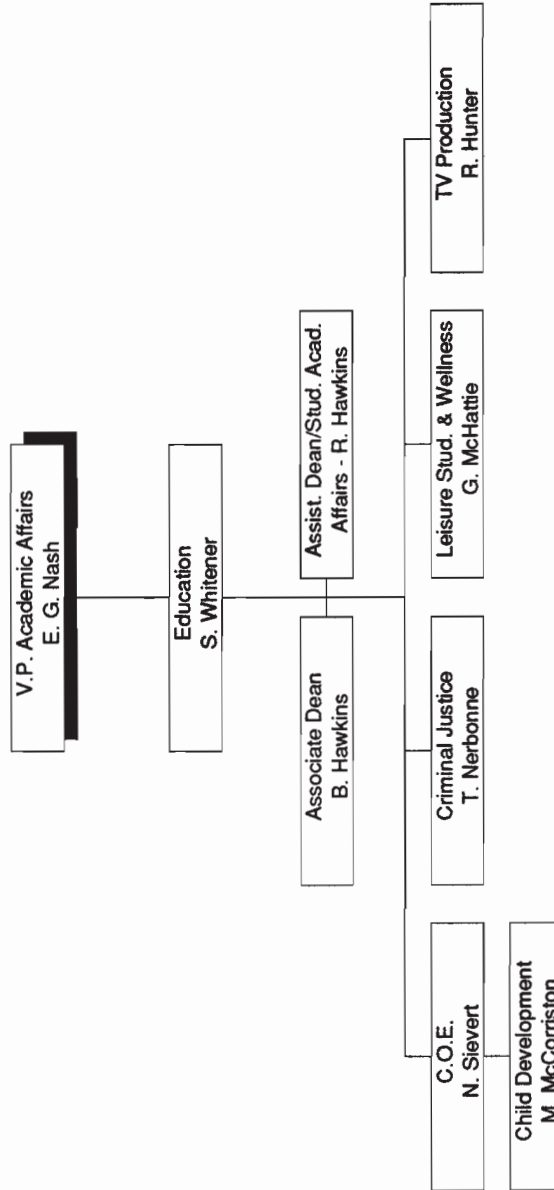 V.P. Academic Affairs
E. G. Nash
Education
S. Whitener
Associate Dean
B. Hawkins
Assist. Dean/Stud. Acad.
Affairs - R. Hawkins
C.O.E.
N. Sievert
Criminal Justice
T. Nerbonne
Leisure Stud. & Wellness
G. McHattie
TV Production
R. Hunter
Child Development
M. McCorriston